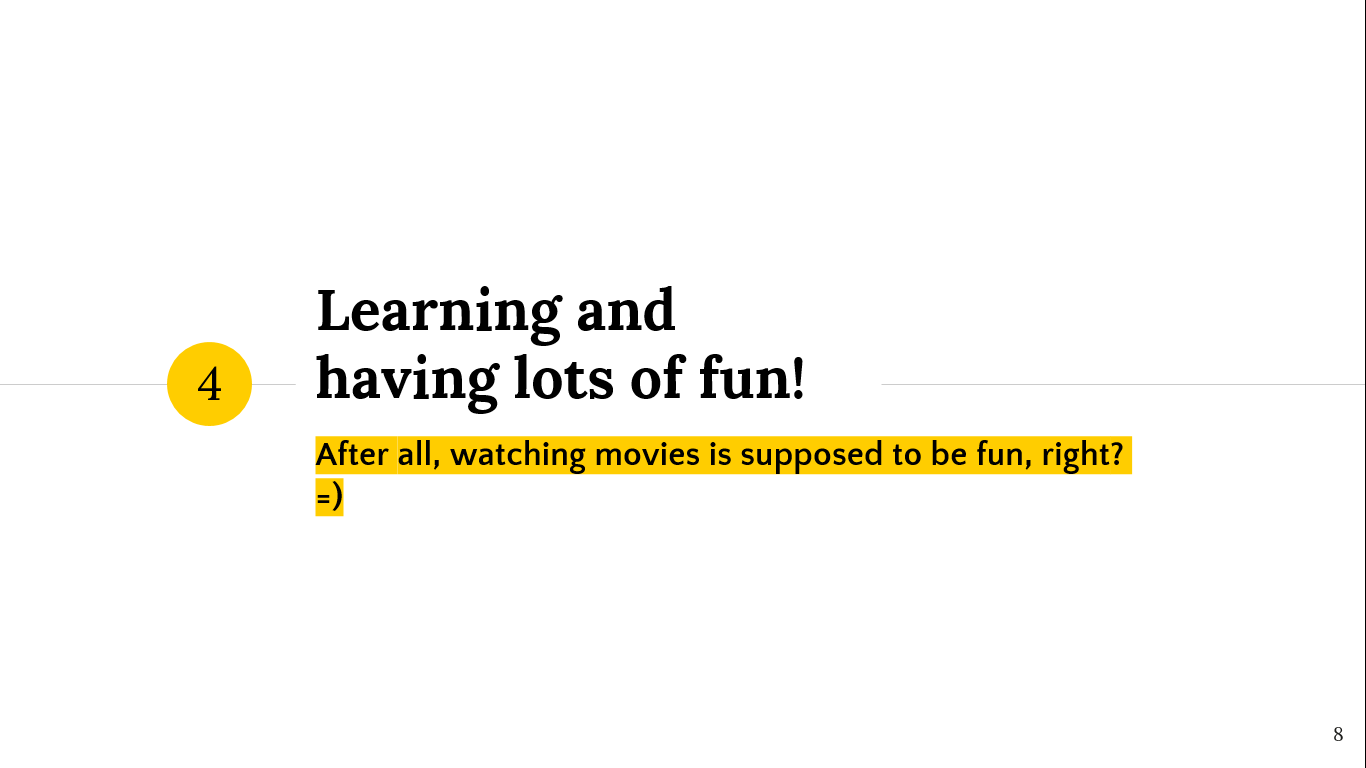 Learning and
4
having lots of fun!
After all, watching movies is supposed to be fun, right?
=)
8